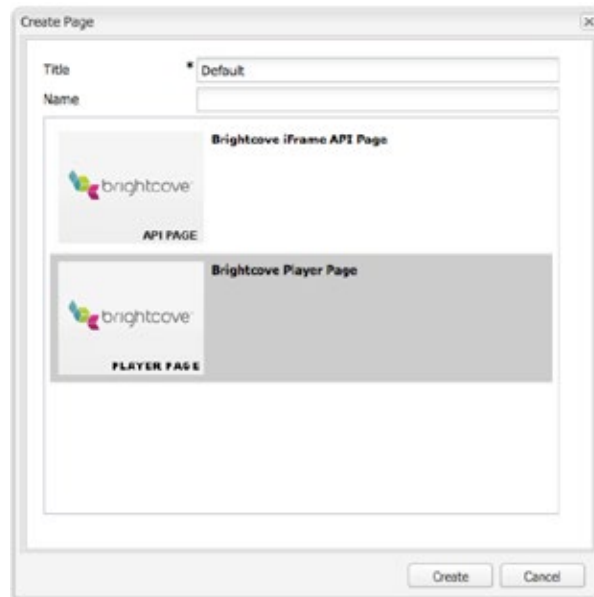 Create Page
Title * Default
Name
Brightcove iFrame API Page
brightcove
API PAGE
Brightcove Player Page
brightcove
PLAYER PAGE
Create Cancel